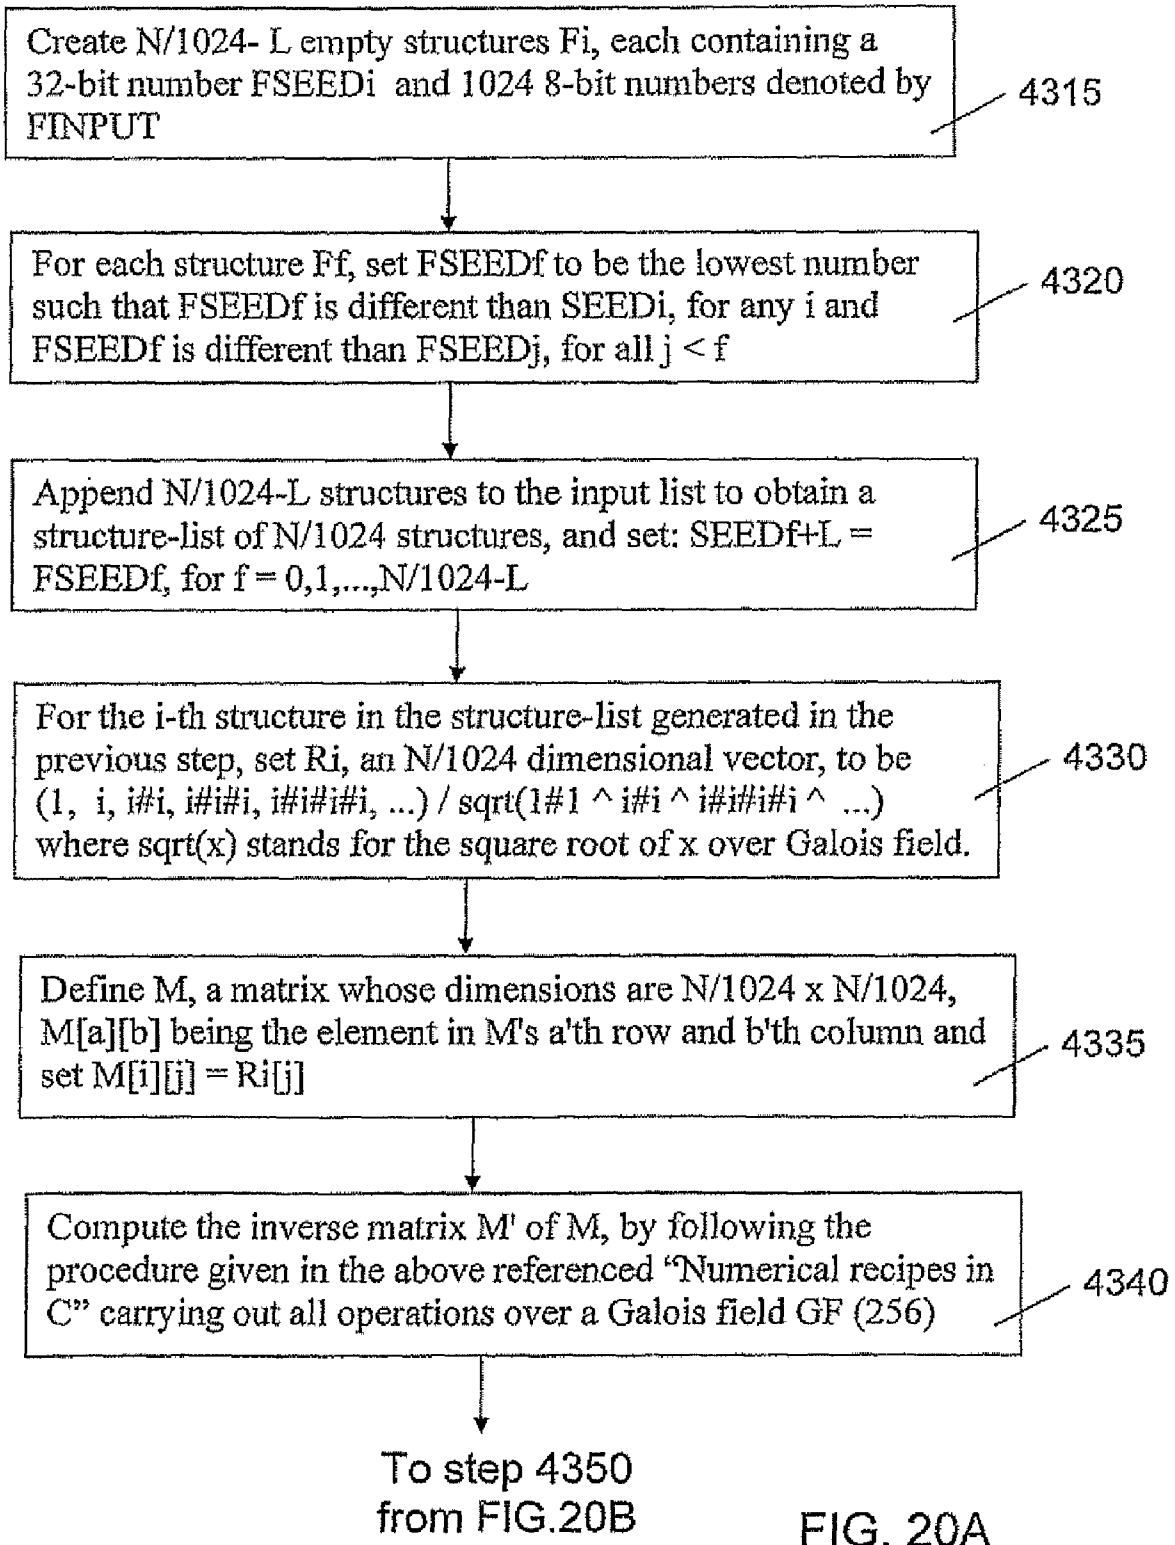 Create N/1024- L empty structures Fi, each containing a
32-bit number FSEEDi and 1024 8-bit numbers denoted by
FINPUT
4315
For each structure Ff, set FSEEDf to be the lowest number
such that FSEEDf is different than SEEDi, for any i and
FSEEDf is different than FSEEDj, for all j < f
4320
Append N/1024-L structures to the input list to obtain a
structure-list of N/1024 structures, and set: SEEDf+L =
FSEEDf, for f = 0,1,...,N/1024-L
4325
For the i-th structure in the structure-list generated in the
previous step, set Ri, an N/1024 dimensional vector, to be
(1, i, i#i, i#i#i, i#i#i#i, ...) / sqrt(1#1 ^ i#i ^ i#i#i#i ^ ...)
where sqrt(x) stands for the square root of x over Galois field.
4330
Define M, a matrix whose dimensions are N/1024 x N/1024,
M[a][b] being the element in M's a'th row and b'th column and
set M[i][j] = Ri[j]
4335
Compute the inverse matrix M' of M, by following the
procedure given in the above referenced “Numerical recipes in
C” carrying out all operations over a Galois field GF (256)
4340
To step 4350
from FIG.20B
FIG. 20A